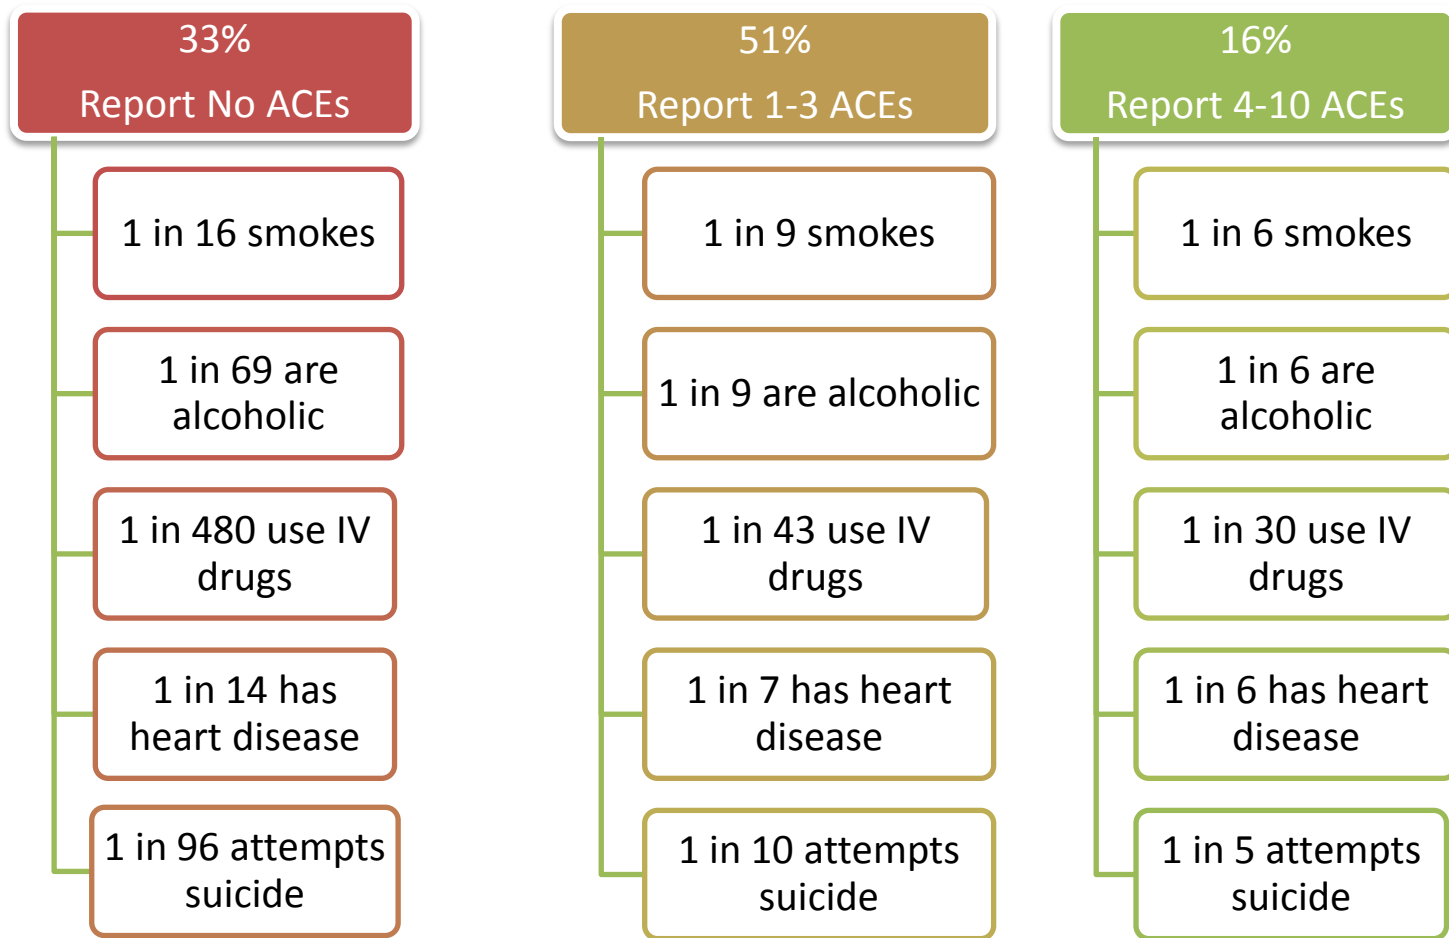 33%
Report No ACEs
1 in 16 smokes
1 in 69 are
alcoholic
1 in 480 use IV
drugs
1 in 14 has
heart disease
1 in 96 attempts
suicide
51%
Report 1-3 ACEs
1 in 9 smokes
1 in 9 are alcoholic
1 in 43 use IV
drugs
1 in 7 has heart
disease
1 in 10 attempts
suicide
16%
Report 4-10 ACEs
1 in 6 smokes
1 in 6 are
alcoholic
1 in 30 use IV
drugs
1 in 6 has heart
disease
1 in 5 attempts
suicide